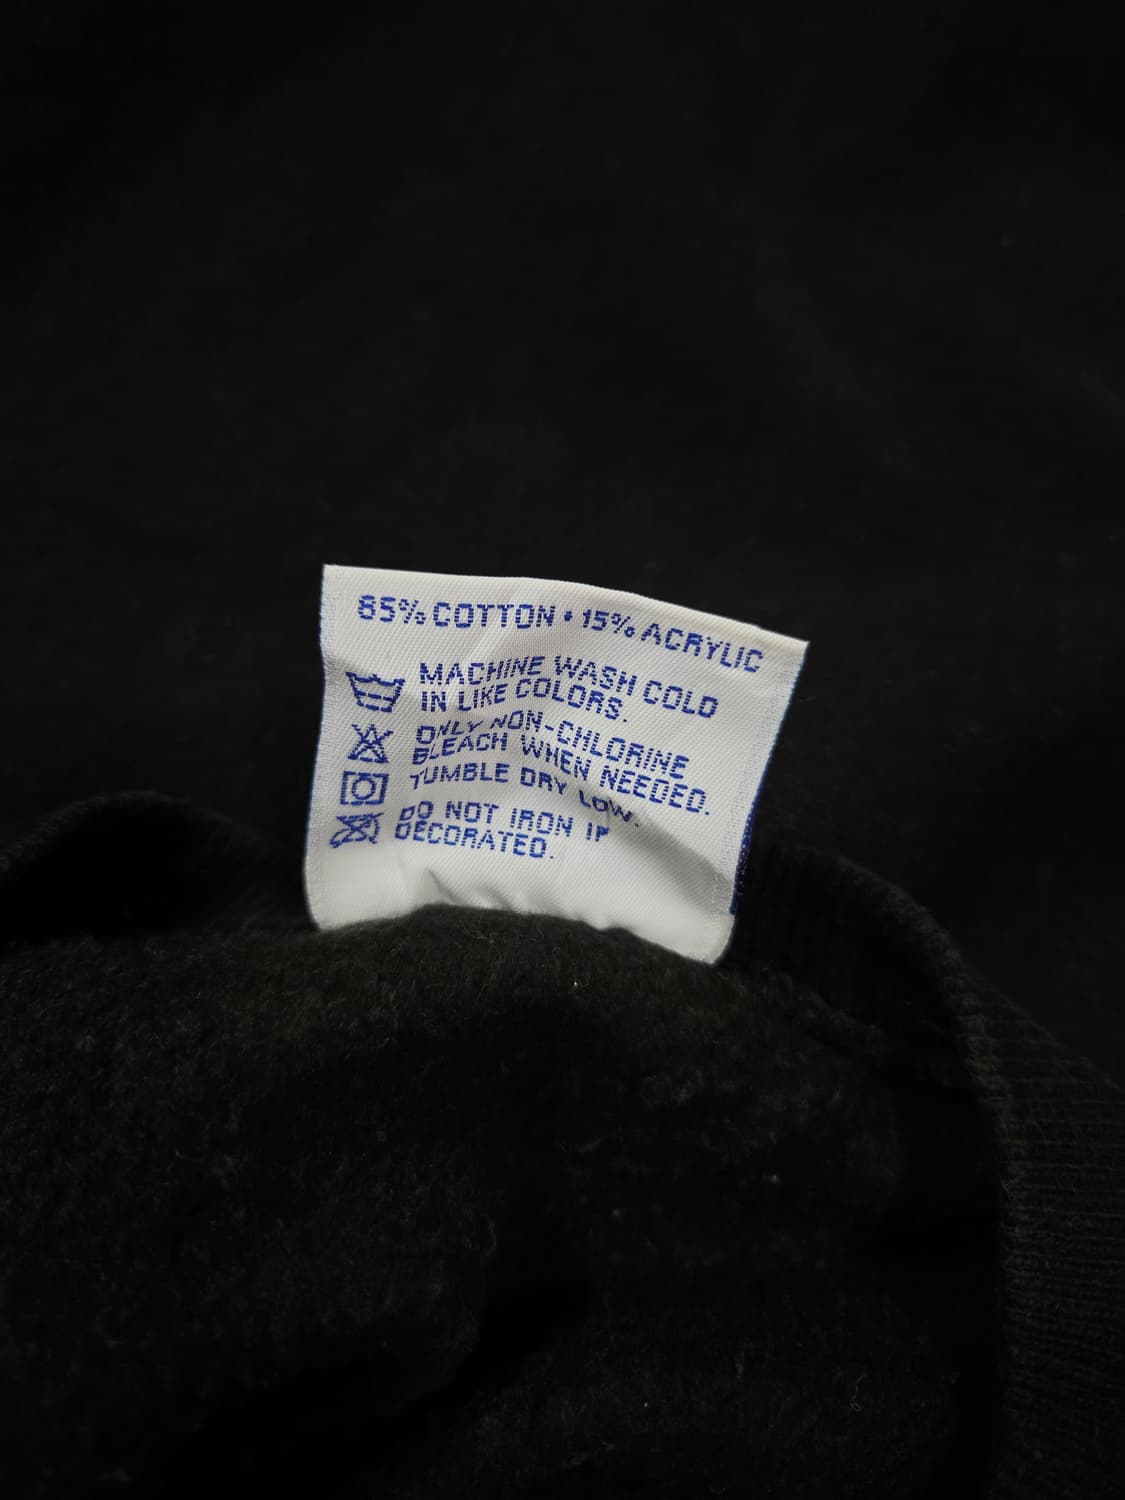 85% COTTON • 15% ACRYLIC
MACHINE WASH COLD
IN LIKE COLORS.
ONLY NON-CHLORINE
BLEACH WHEN NEEDED.
TUMBLE DRY LOW.
DO NOT IRON IF
DECORATED.